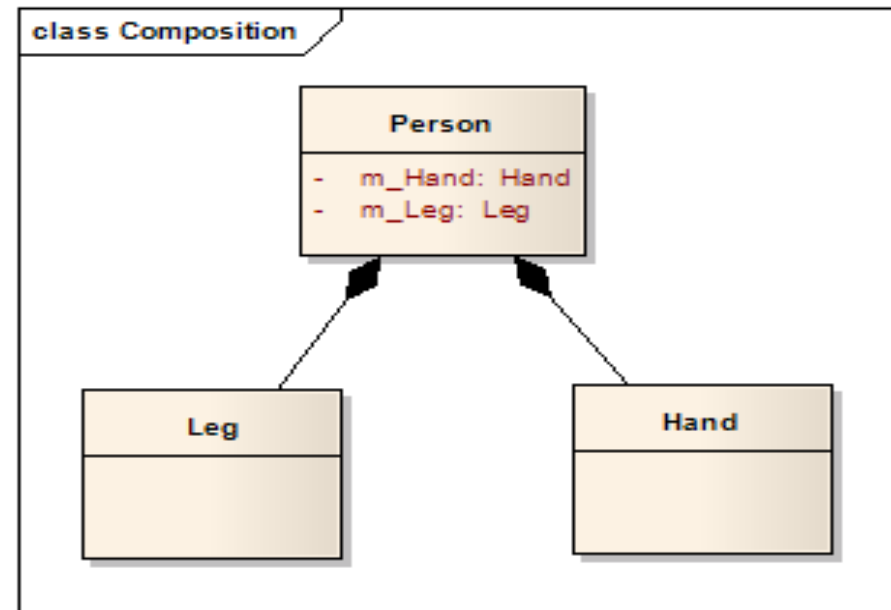 class Composition
Person
- m_Hand: Hand
- m_Leg: Leg
Leg
Hand